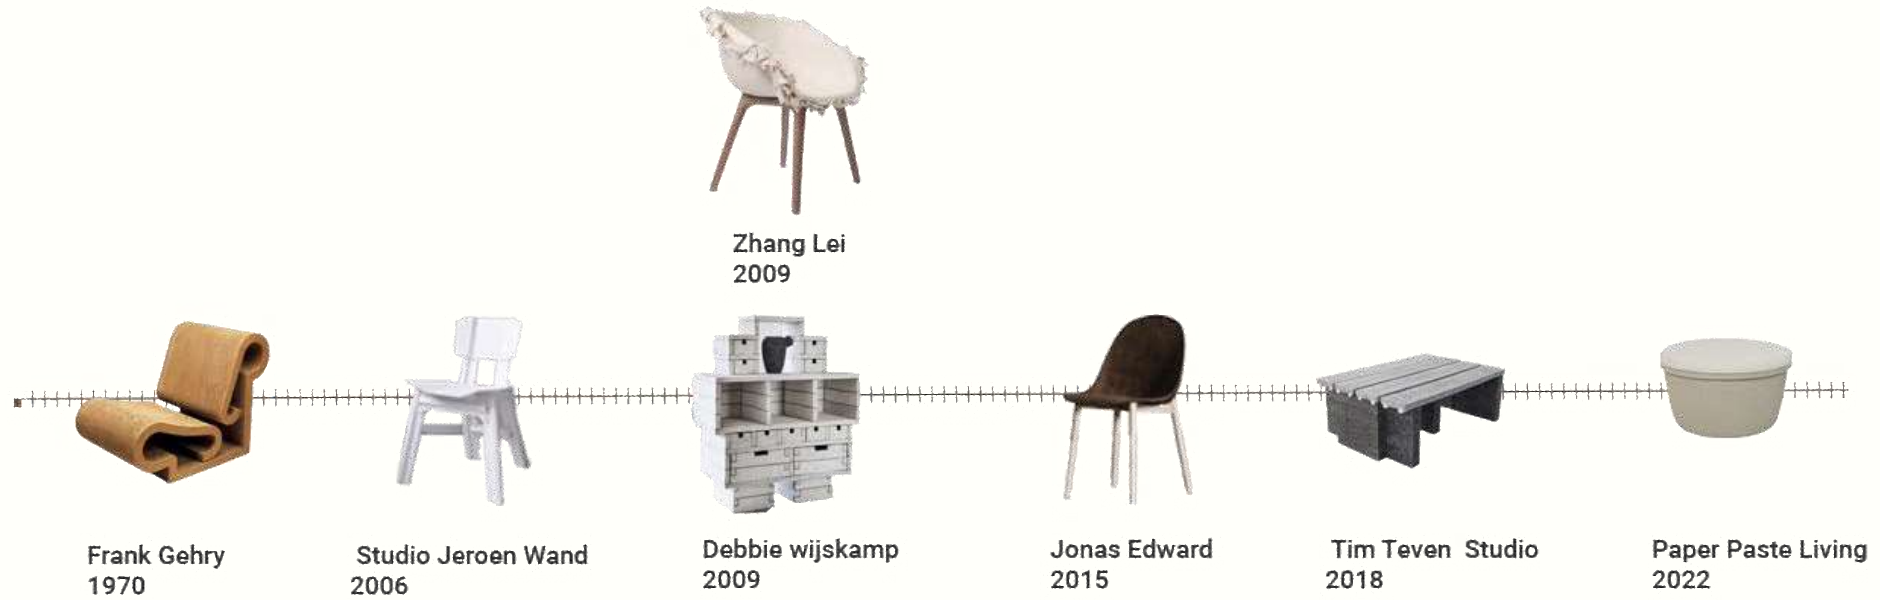 Zhang Lei
2009
Frank Gehry
1970
Studio Jeroen Wand
2006
Debbie wijskamp
2009
Jonas Edward
2015
Tim Teven Studio
2018
Paper Paste Living
2022